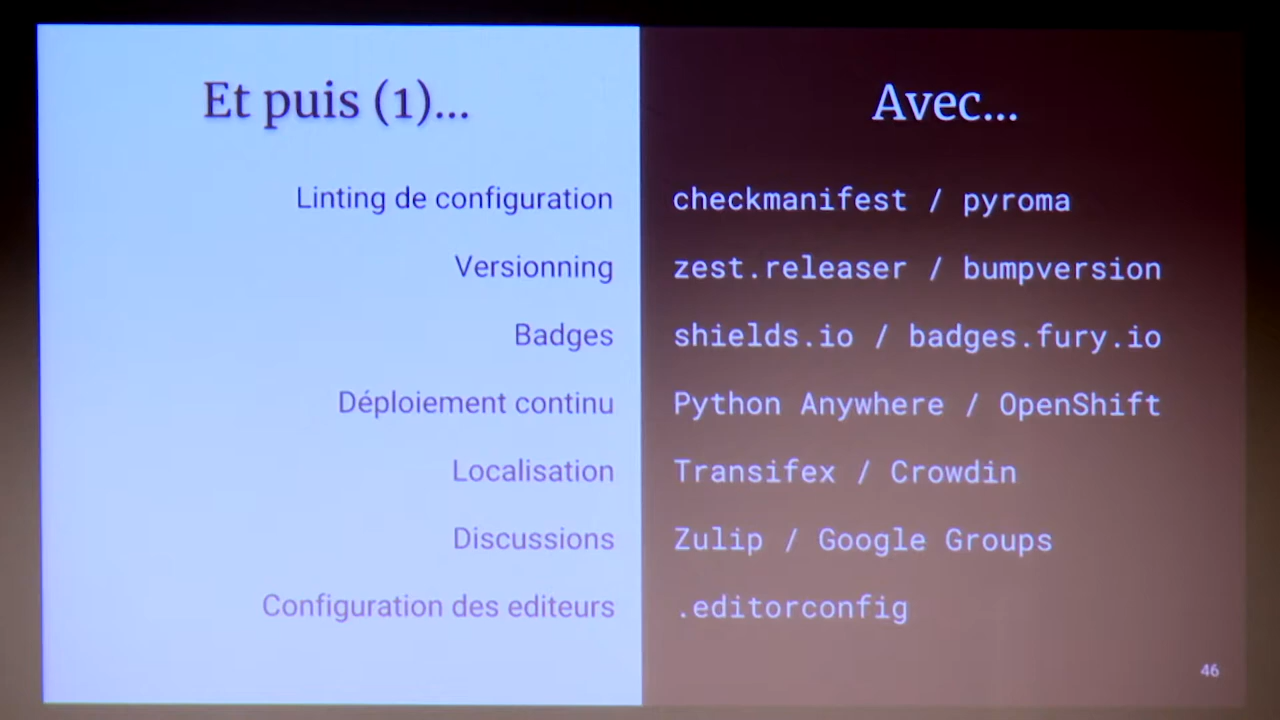 Et puis (1)...
Avec...
Linting de configuration
checkmanifest / pyroma
Versionning
zest.releaser / bumpversion
Badges
shields.io / badges.fury.io
Déploiement continu
Python Anywhere / OpenShift
Localisation
Transifex / Crowdin
Discussions
Zulip / Google Groups
Configuration des editeurs
.editorconfig
46